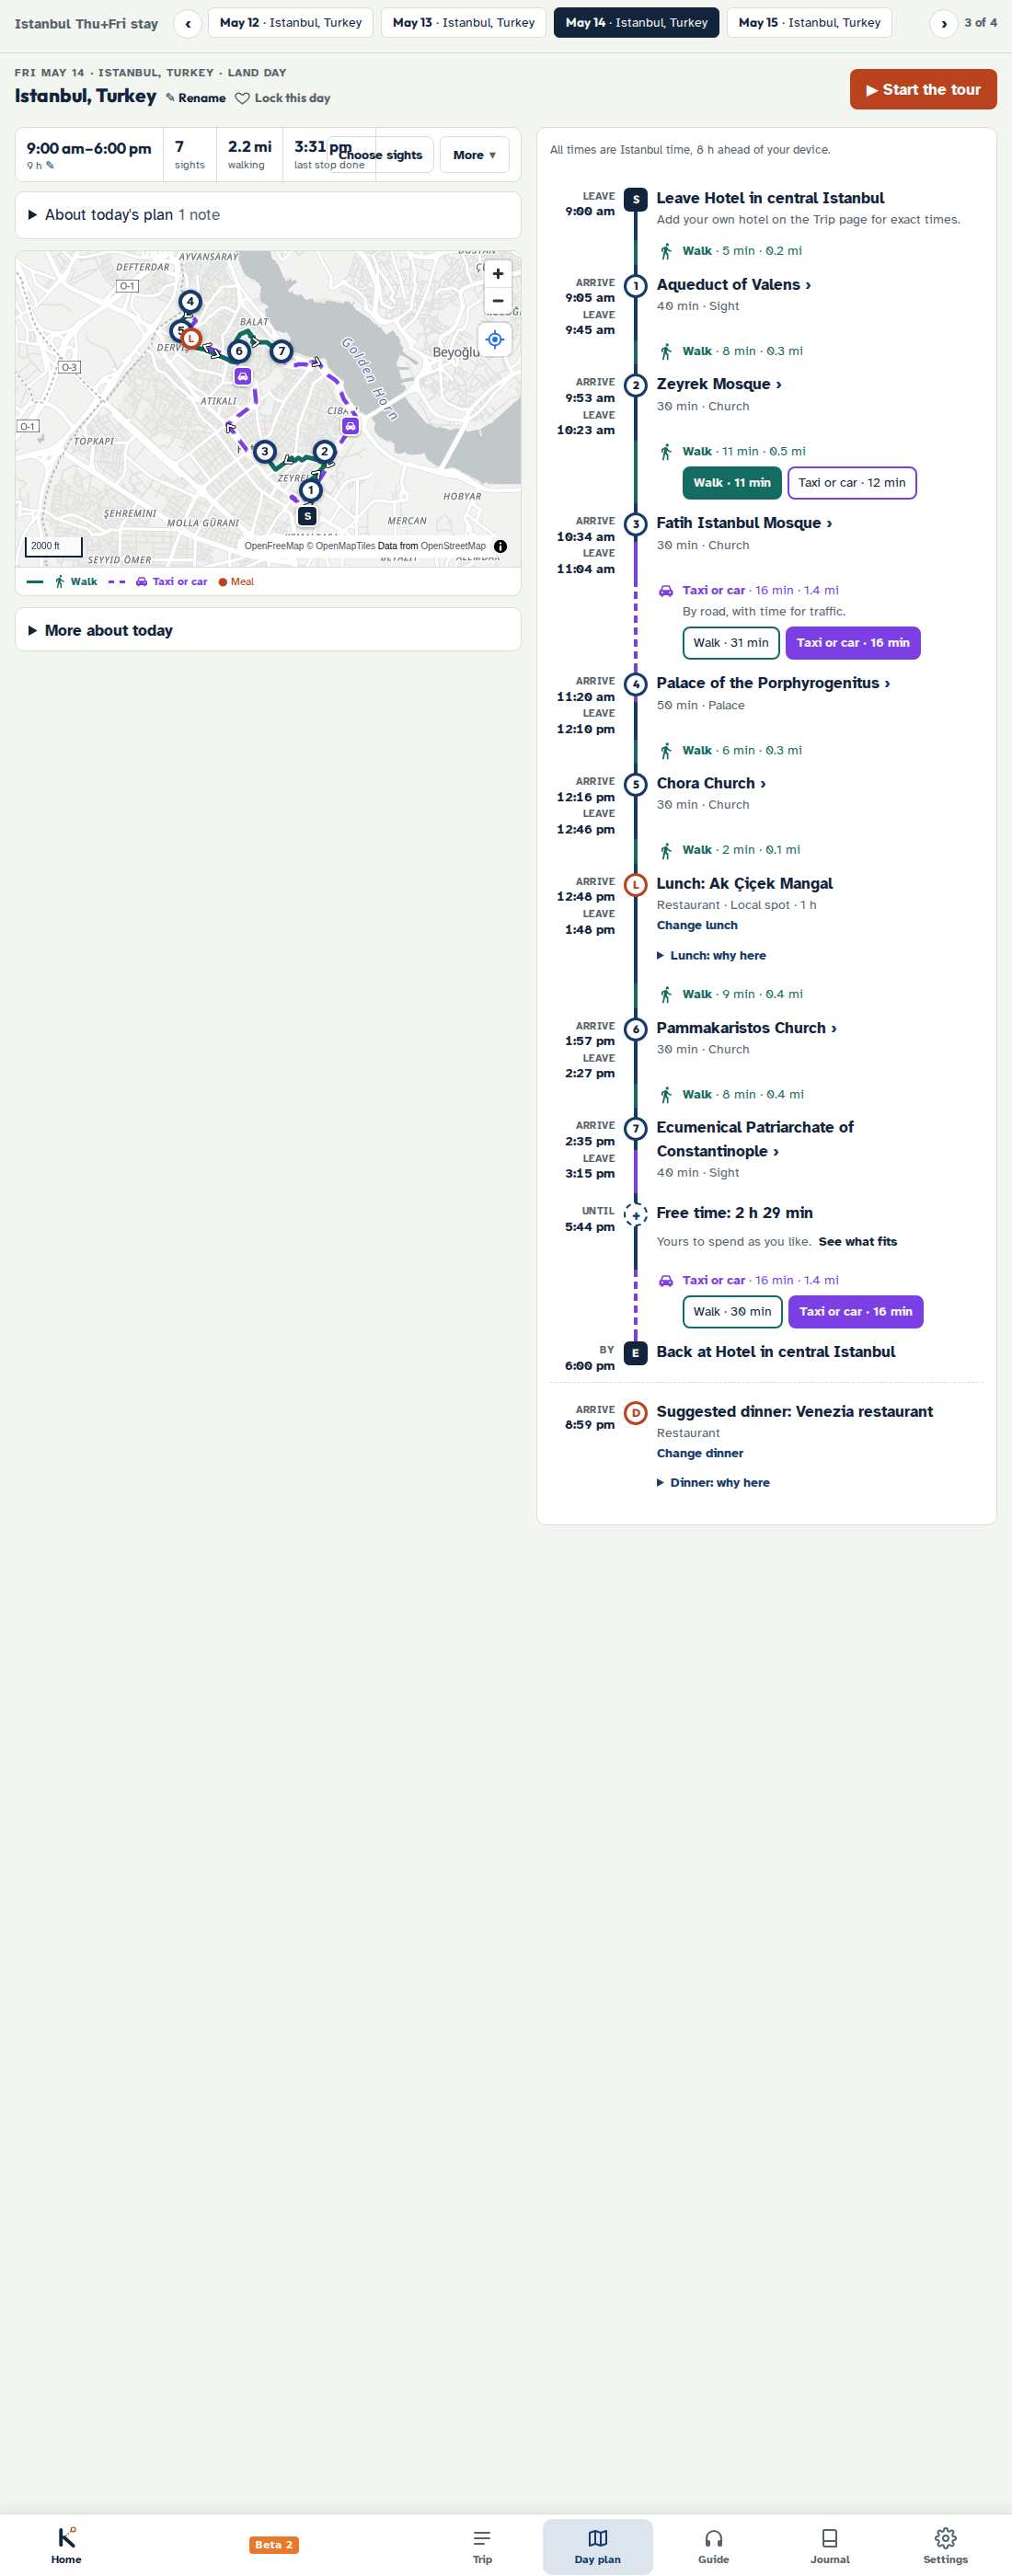 Istanbul Thu+Fri stay
‹
May 12 · Istanbul, Turkey
May 13 · Istanbul, Turkey
May 14 · Istanbul, Turkey
May 15 · Istanbul, Turkey
›
3 of 4
FRI MAY 14 · ISTANBUL, TURKEY · LAND DAY
Istanbul, Turkey ✎ Rename Lock this day
▶ Start the tour
9:00 am–6:00 pm
9 h ✎
7
sights
2.2 mi
walking
3:31 pm
last stop done
Choose sights
More ▾
▶ About today's plan 1 note
AYVANSARAY
DEFTERDAR
O-1
4
5
L
BALAT
6
7
Golden Horn
Beyoğlu
O-3
ATIKALI
O-1
TOPKAPI
3
2
1
S
HOBYAR
ŞEHREMINI
MOLLA GÜRANI
MERCAN
2000 ft
SEYYID ÖMER
OpenFreeMap © OpenMapTiles Data from OpenStreetMap
Walk
Taxi or car
Meal
▶ More about today
All times are Istanbul time, 8 h ahead of your device.
LEAVE
9:00 am
S
Leave Hotel in central Istanbul
Add your own hotel on the Trip page for exact times.
Walk · 5 min · 0.2 mi
ARRIVE
9:05 am
LEAVE
9:45 am
1
Aqueduct of Valens ›
40 min · Sight
Walk · 8 min · 0.3 mi
ARRIVE
9:53 am
LEAVE
10:23 am
2
Zeyrek Mosque ›
30 min · Church
Walk · 11 min · 0.5 mi
Walk · 11 min
Taxi or car · 12 min
ARRIVE
10:34 am
LEAVE
11:04 am
3
Fatih Istanbul Mosque ›
30 min · Church
Taxi or car · 16 min · 1.4 mi
By road, with time for traffic.
Walk · 31 min
Taxi or car · 16 min
ARRIVE
11:20 am
LEAVE
12:10 pm
4
Palace of the Porphyrogenitus ›
50 min · Palace
Walk · 6 min · 0.3 mi
ARRIVE
12:16 pm
LEAVE
12:46 pm
5
Chora Church ›
30 min · Church
Walk · 2 min · 0.1 mi
ARRIVE
12:48 pm
LEAVE
1:48 pm
L
Lunch: Ak Çiçek Mangal
Restaurant · Local spot · 1 h
Change lunch
▶ Lunch: why here
Walk · 9 min · 0.4 mi
ARRIVE
1:57 pm
LEAVE
2:27 pm
6
Pammakaristos Church ›
30 min · Church
Walk · 8 min · 0.4 mi
ARRIVE
2:35 pm
LEAVE
3:15 pm
7
Ecumenical Patriarchate of
Constantinople ›
40 min · Sight
UNTIL
5:44 pm
+
Free time: 2 h 29 min
Yours to spend as you like. See what fits
Taxi or car · 16 min · 1.4 mi
Walk · 30 min
Taxi or car · 16 min
BY
6:00 pm
E
Back at Hotel in central Istanbul
ARRIVE
8:59 pm
D
Suggested dinner: Venezia restaurant
Restaurant
Change dinner
▶ Dinner: why here
Home
Beta 2
Trip
Day plan
Guide
Journal
Settings